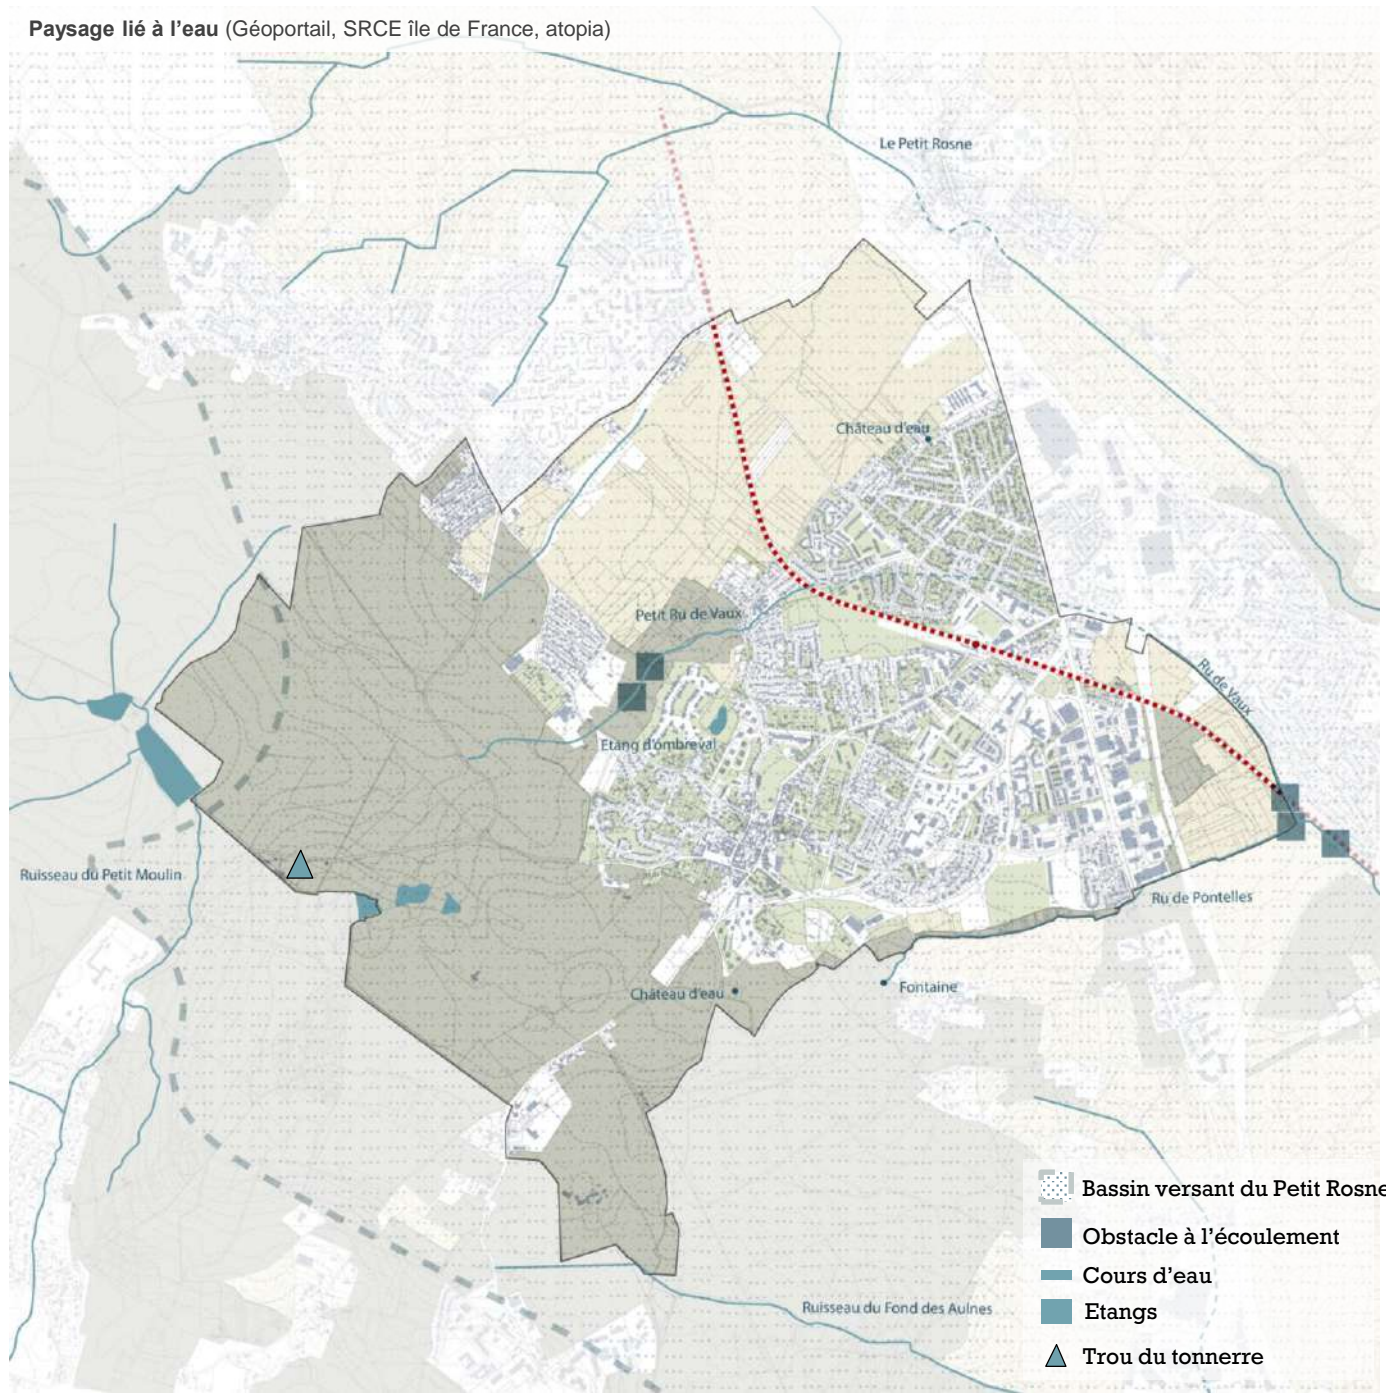 Paysage lié à l'eau (Géoportail, SRCE île de France, atopia)
Le Petit Rosne
Château d'eau
Petit Ru de Vaux
Ru de Vaux
Etang d'ombreval
Ruisseau du Petit Moulin
Ru de Pontelles
Château d'eau
Fontaine
Ruisseau du Fond des Aulnes
Bassin versant du Petit Rosne
Obstacle à l'écoulement
Cours d'eau
Etangs
Trou du tonnerre